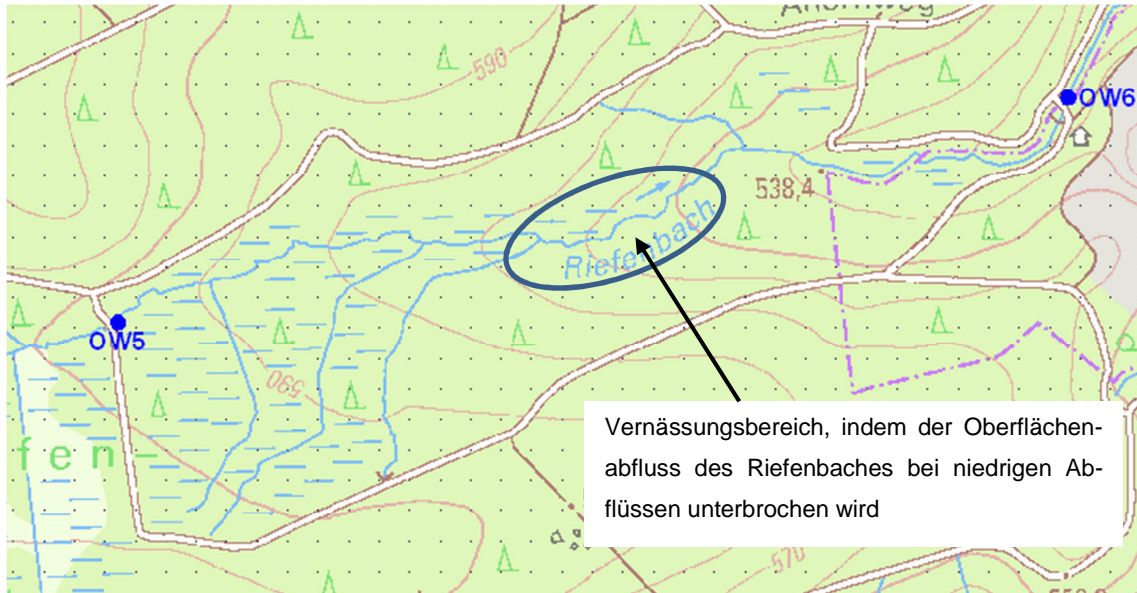 Ahornweg
590
OW6
538,4
Riefenbach
OW5
590
fen-
Vernässungsbereich, indem der Oberflächen-
abfluss des Riefenbaches bei niedrigen Ab-
flüssen unterbrochen wird
570